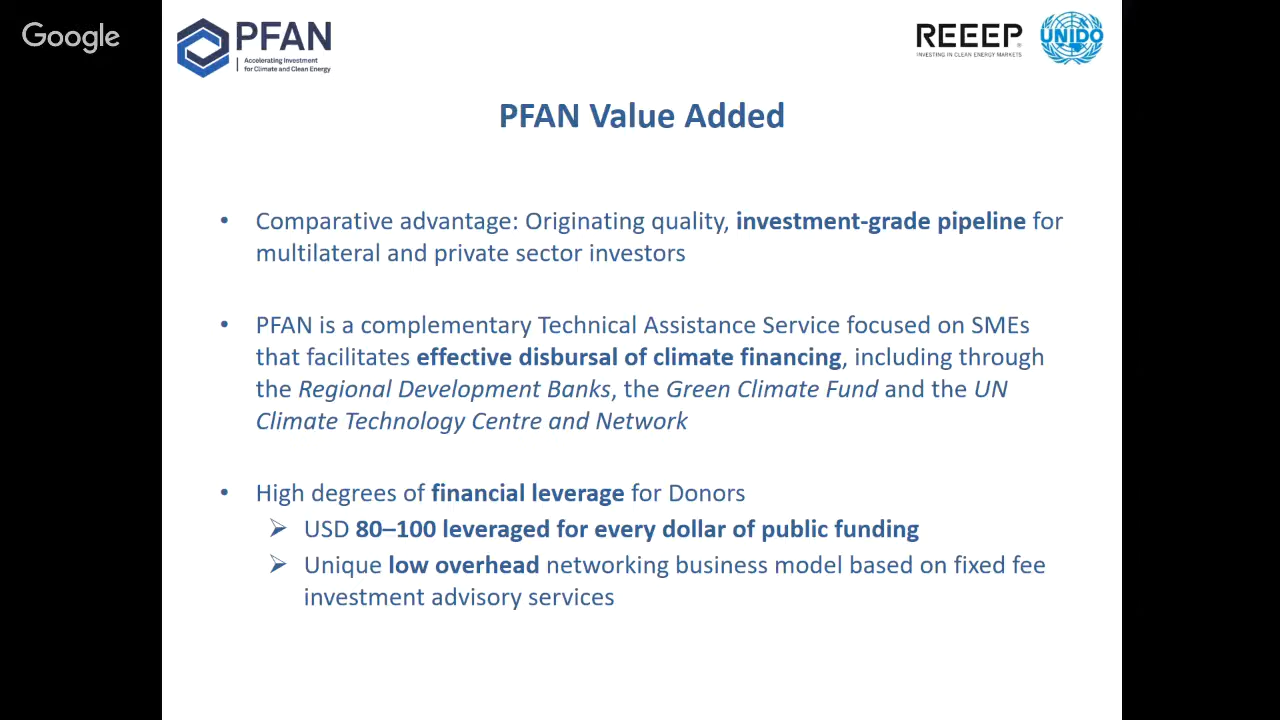 Google
PFAN
Accelerating Investment
for Climate and Clean Energy
REEEP
INVESTING IN CLEAN ENERGY MARKETS
UNIDO
PFAN Value Added
• Comparative advantage: Originating quality, investment-grade pipeline for
multilateral and private sector investors
• PFAN is a complementary Technical Assistance Service focused on SMEs
that facilitates effective disbursal of climate financing, including through
the Regional Development Banks, the Green Climate Fund and the UN
Climate Technology Centre and Network
• High degrees of financial leverage for Donors
➢ USD 80–100 leveraged for every dollar of public funding
➢ Unique low overhead networking business model based on fixed fee
investment advisory services